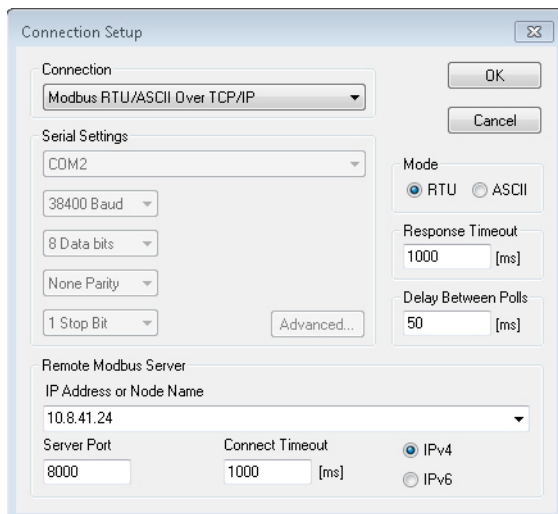 Connection Setup
Connection
Modbus RTU/ASCII Over TCP/IP
OK
Cancel
Serial Settings
COM2
38400 Baud
8 Data bits
None Parity
1 Stop Bit
Advanced...
Mode
RTU
ASCII
Response Timeout
1000 [ms]
Delay Between Polls
50 [ms]
Remote Modbus Server
IP Address or Node Name
10.8.41.24
Server Port
8000
Connect Timeout
1000 [ms]
IPv4
IPv6